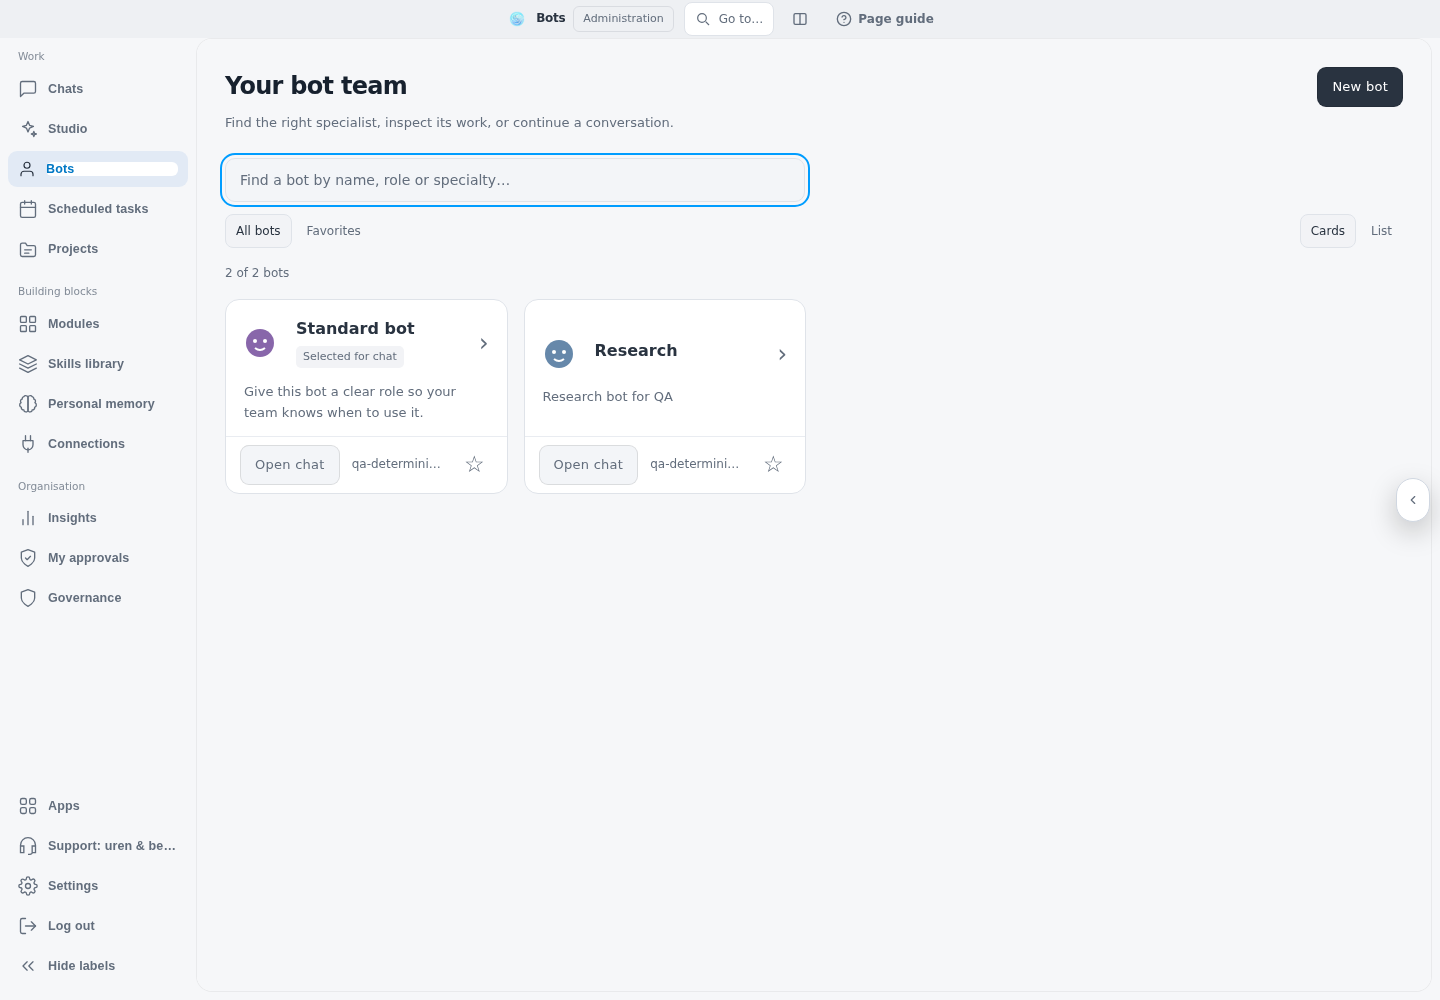 Bots
Administration
Go to...
Page guide
Work
Chats
Studio
Bots
Scheduled tasks
Projects
Building blocks
Modules
Skills library
Personal memory
Connections
Organisation
Insights
My approvals
Governance
Apps
Support: uren & be...
Settings
Log out
Hide labels
Your bot team
New bot
Find the right specialist, inspect its work, or continue a conversation.
Find a bot by name, role or specialty...
All bots
Favorites
Cards
List
2 of 2 bots
Standard bot
Selected for chat
Give this bot a clear role so your
team knows when to use it.
Open chat
qa-determini...
Research
Research bot for QA
Open chat
qa-determini...